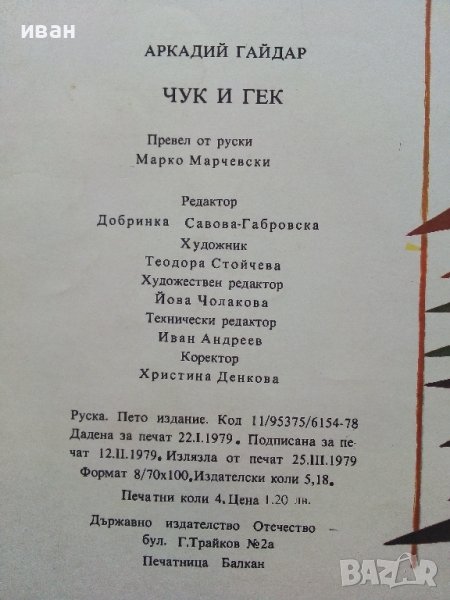 иван
АРКАДИЙ ГАЙДАР
ЧУК И ГЕК
Превел от руски
Марко Марчевски
Редактор
Добринка Савова-Габровска
Художник
Теодора Стойчева
Художествен редактор
Йова Чолакова
Технически редактор
Иван Андреев
Коректор
Христина Денкова
Руска. Пето издание. Код 11/95375/6154-78
Дадена за печат 22.I.1979. Подписана за пе-
чат 12.II.1979. Излязла от печат 25.III.1979
Формат 8/70х100. Издателски коли 5,18.
Печатни коли 4. Цена 1.20 лв.
Държавно издателство Отечество —
бул. Г.Трайков №2а
Печатница Балкан
BAZAR